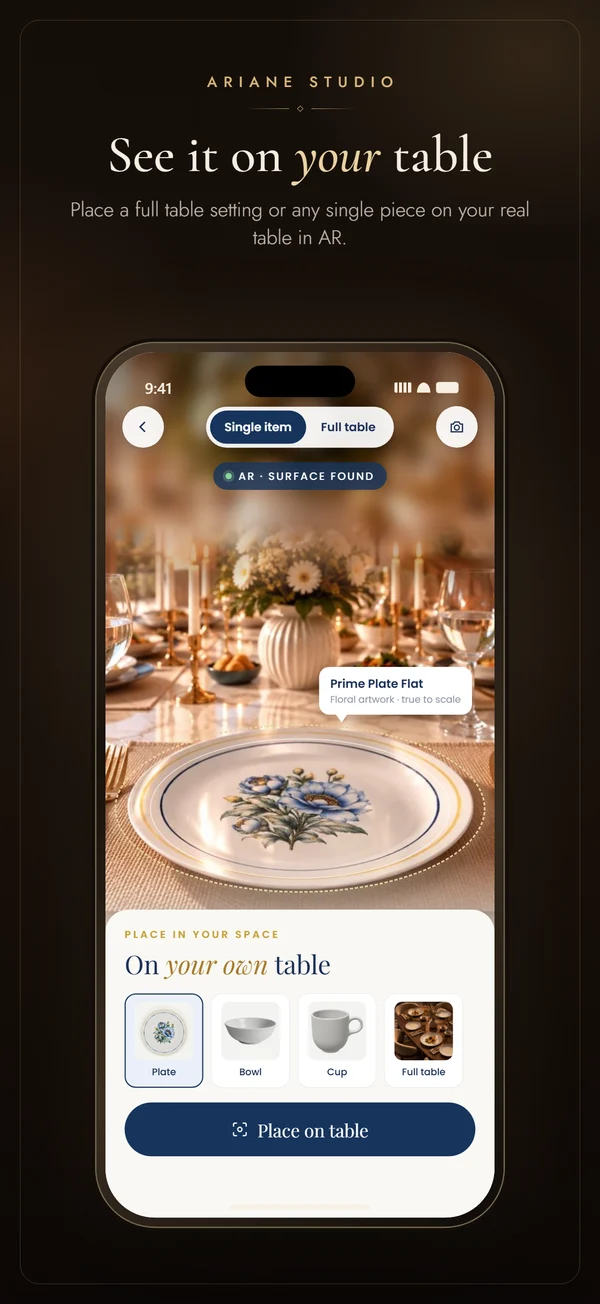 ARIANE STUDIO
See it on your table
Place a full table setting or any single piece on your real
table in AR.
9:41
Single item
Full table
AR · SURFACE FOUND
Prime Plate Flat
Floral artwork · true to scale
PLACE IN YOUR SPACE
On your own table
Plate
Bowl
Cup
Full table
Place on table